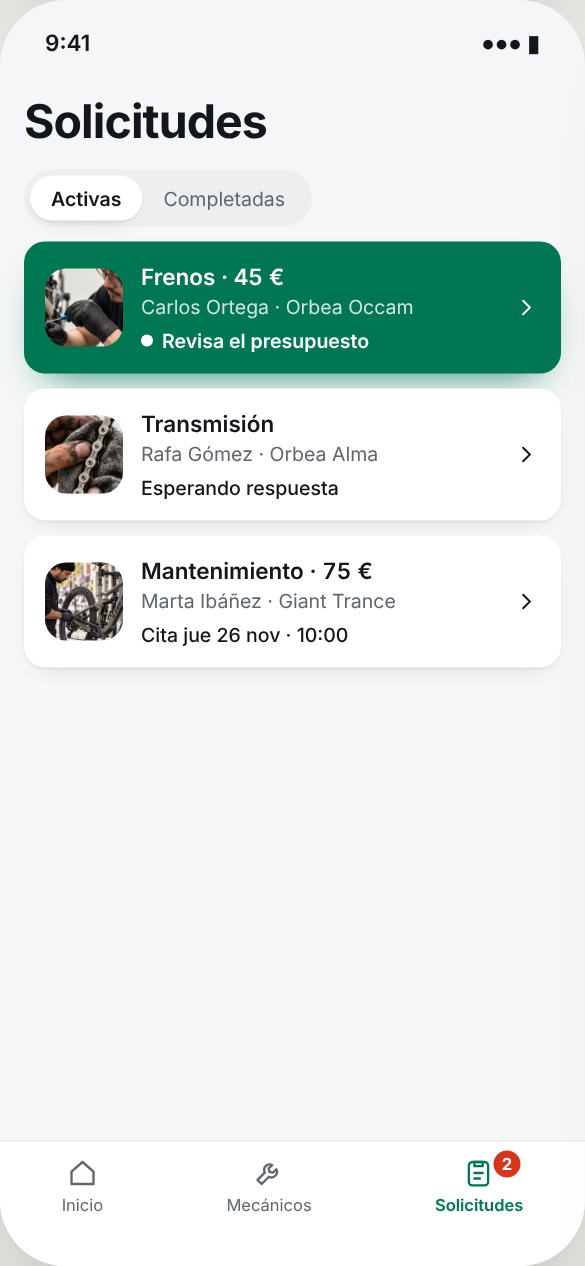 9:41
Solicitudes
Activas
Completadas
Frenos · 45 €
Carlos Ortega · Orbea Occam
Revisa el presupuesto
Transmisión
Rafa Gómez · Orbea Alma
Esperando respuesta
Mantenimiento · 75 €
Marta Ibáñez · Giant Trance
Cita jue 26 nov · 10:00
2
Inicio
Mecánicos
Solicitudes